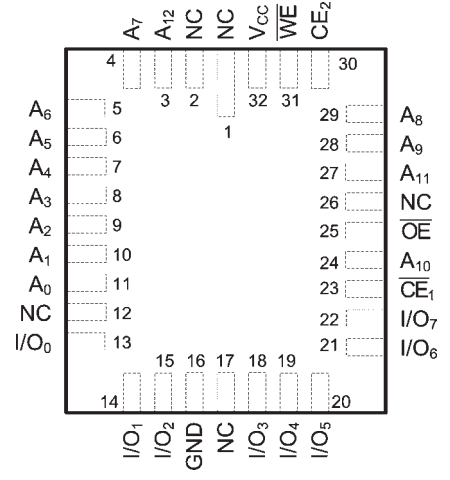 A7 A12 NC NC VCC W̅E̅ CE2
4 3 2 1 32 31 30
A6 5
A5 6
A4 7
A3 8
A2 9
A1 10
A0 11
NC 12
I/O0 13
29 A8
28 A9
27 A11
26 NC
25 O̅E̅
24 A10
23 C̅E̅1
22 I/O7
21 I/O6
14 15 16 17 18 19 20
I/O1 I/O2 GND NC I/O3 I/O4 I/O5